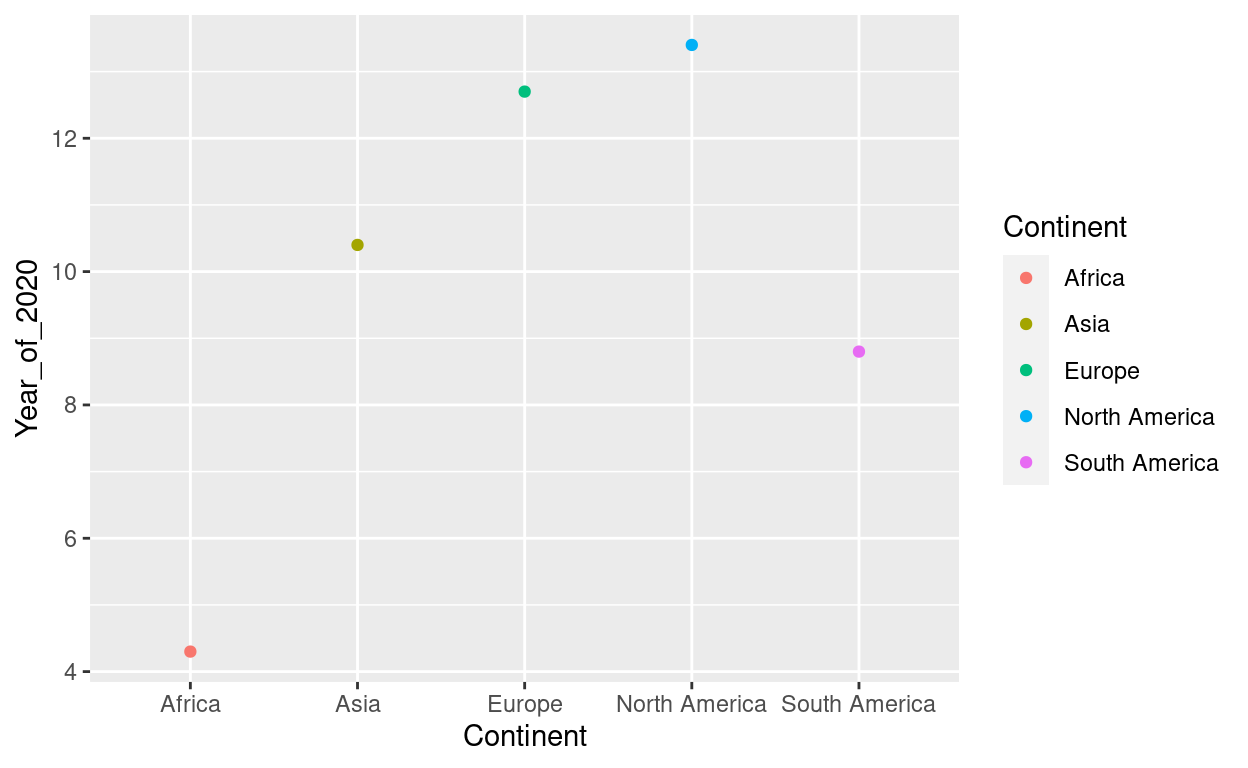 Year_of_2020
12
10
8
6
4
Africa Asia Europe North America South America
Continent
Continent
Africa
Asia
Europe
North America
South America